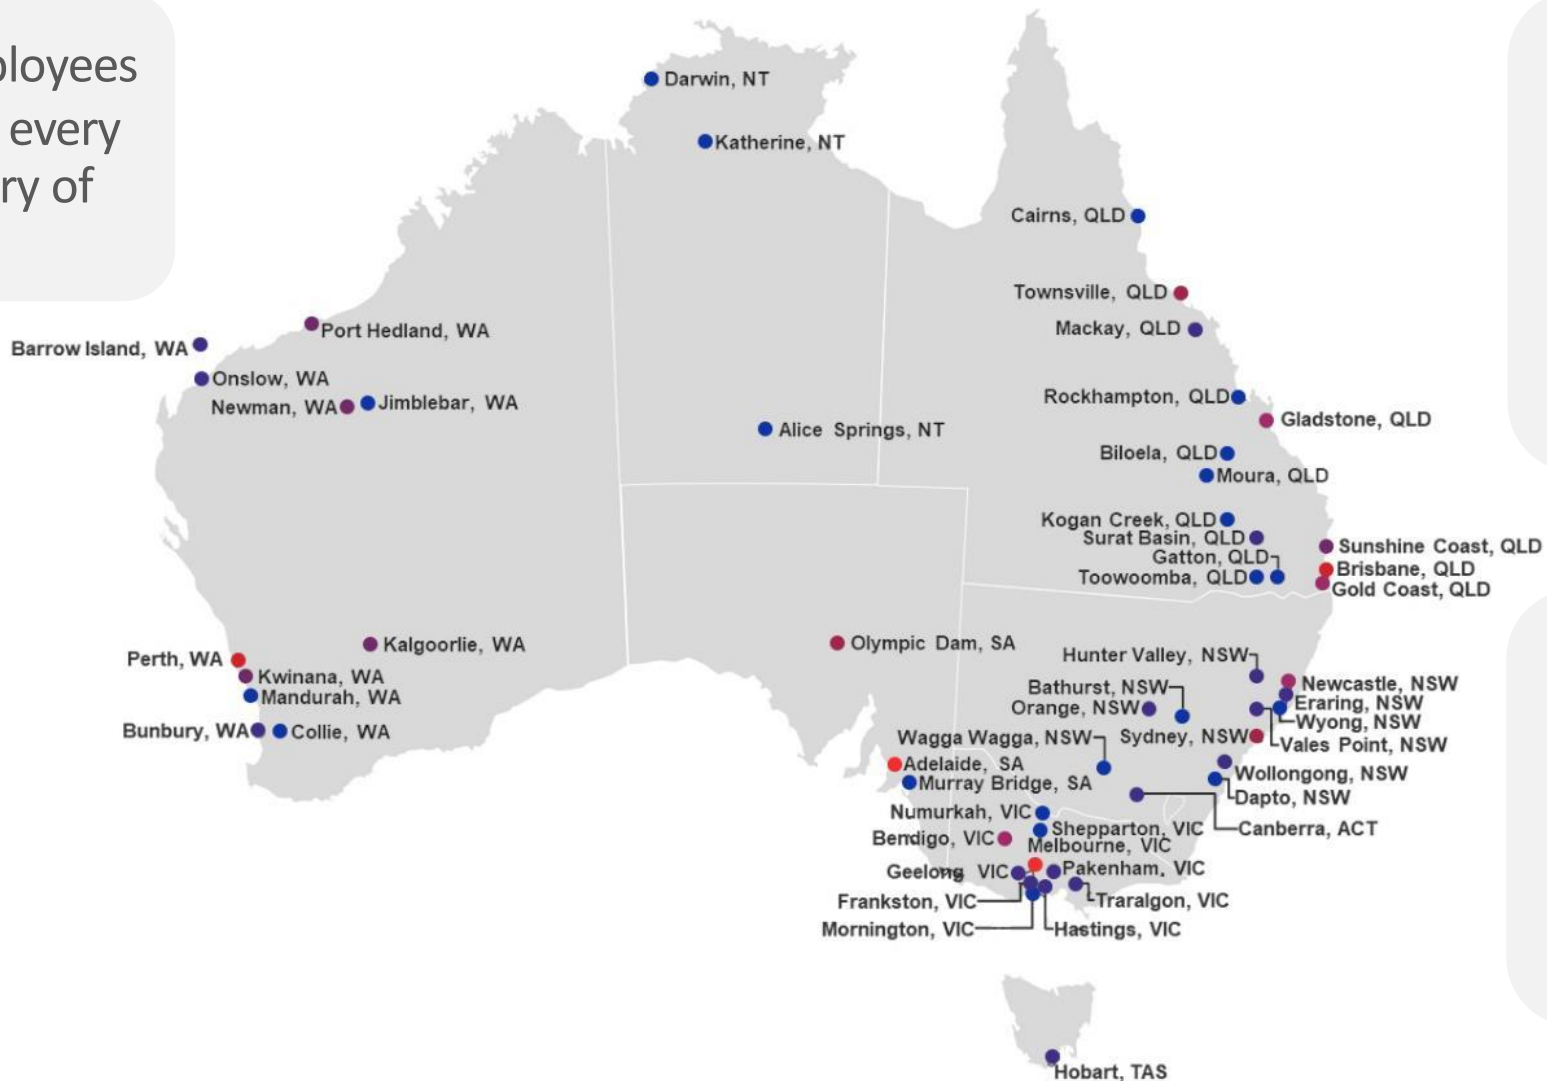 ployees
every
ry of
Darwin, NT
Katherine, NT
Cairns, QLD
Townsville, QLD
Mackay, QLD
Port Hedland, WA
Barrow Island, WA
Onslow, WA
Newman, WA
Jimblebar, WA
Rockhampton, QLD
Gladstone, QLD
Alice Springs, NT
Biloela, QLD
Moura, QLD
Kogan Creek, QLD
Surat Basin, QLD
Gatton, QLD
Toowoomba, QLD
Sunshine Coast, QLD
Brisbane, QLD
Gold Coast, QLD
Perth, WA
Kalgoorlie, WA
Kwinana, WA
Mandurah, WA
Bunbury, WA
Collie, WA
Olympic Dam, SA
Hunter Valley, NSW
Bathurst, NSW
Orange, NSW
Newcastle, NSW
Eraring, NSW
Wyong, NSW
Wagga Wagga, NSW
Sydney, NSW
Vales Point, NSW
Adelaide, SA
Murray Bridge, SA
Wollongong, NSW
Dapto, NSW
Numurkah, VIC
Shepparton, VIC
Canberra, ACT
Bendigo, VIC
Melbourne, VIC
Geelong VIC
Pakenham, VIC
Frankston, VIC
Traralgon, VIC
Mornington, VIC
Hastings, VIC
Hobart, TAS